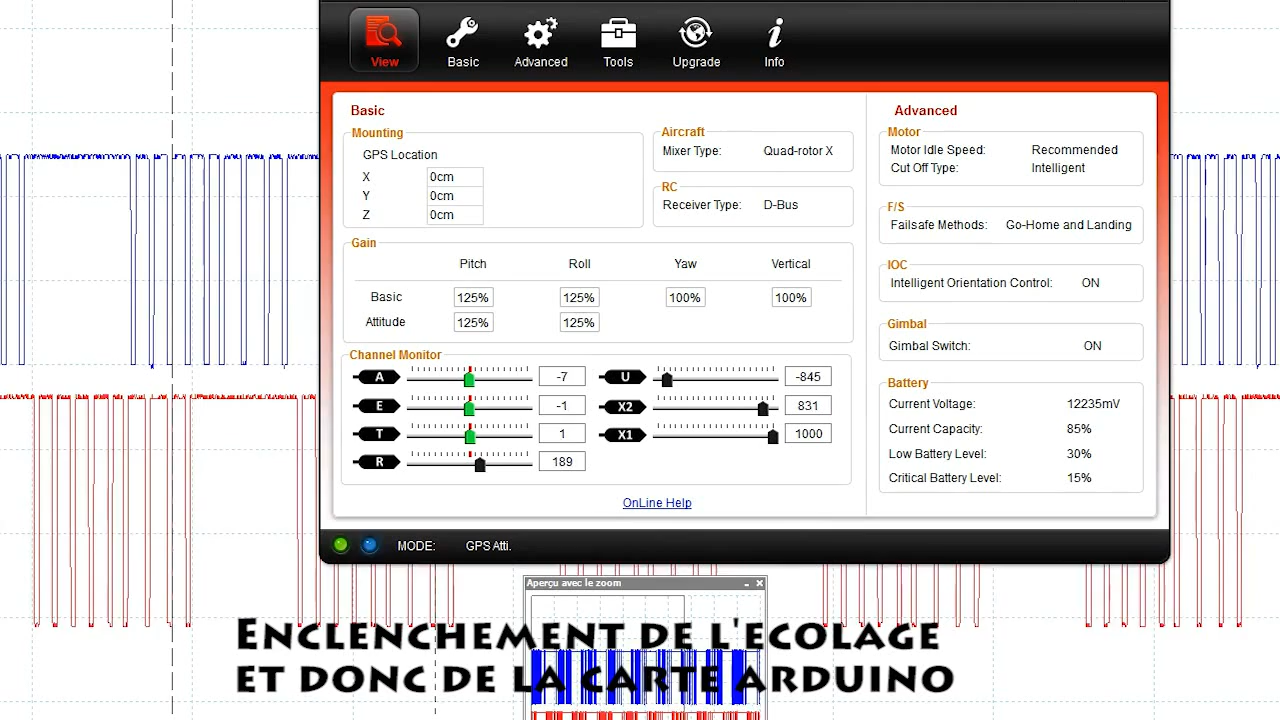 View Basic Advanced Tools Upgrade Info
Basic
Mounting
GPS Location
X 0cm
Y 0cm
Z 0cm
Aircraft
Mixer Type: Quad-rotor X
RC
Receiver Type: D-Bus
Gain
Pitch Roll Yaw Vertical
Basic 125% 125% 100% 100%
Attitude 125% 125%
Channel Monitor
A -7
E -1
T 1
R 189
U -845
X2 831
X1 1000
OnLine Help
Advanced
Motor
Motor Idle Speed: Recommended
Cut Off Type: Intelligent
F/S
Failsafe Methods: Go-Home and Landing
IOC
Intelligent Orientation Control: ON
Gimbal
Gimbal Switch: ON
Battery
Current Voltage: 12235mV
Current Capacity: 85%
Low Battery Level: 30%
Critical Battery Level: 15%
MODE: GPS Atti.
Aperçu avec le zoom
Enclenchement de l'ecolage
et donc de la carte arduino